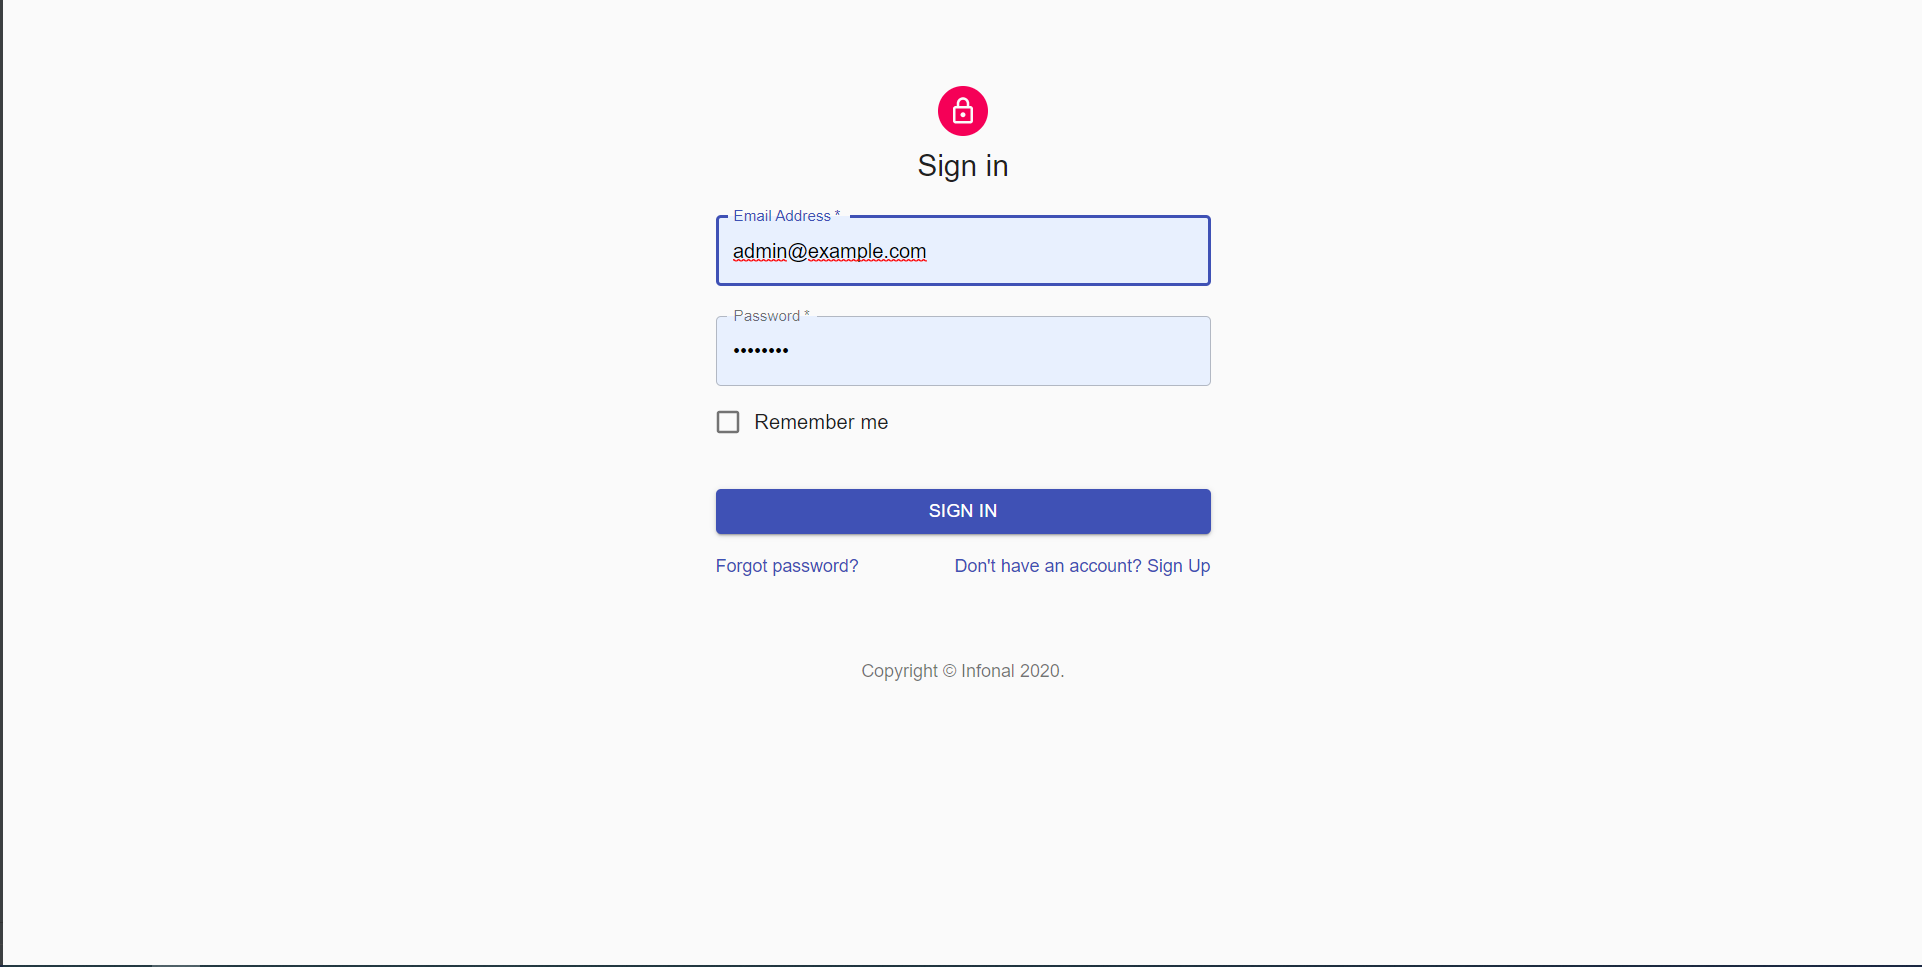 Sign in
Email Address *
admin@example.com
Password *
••••••••
Remember me
SIGN IN
Forgot password? Don't have an account? Sign Up
Copyright © Infonal 2020.